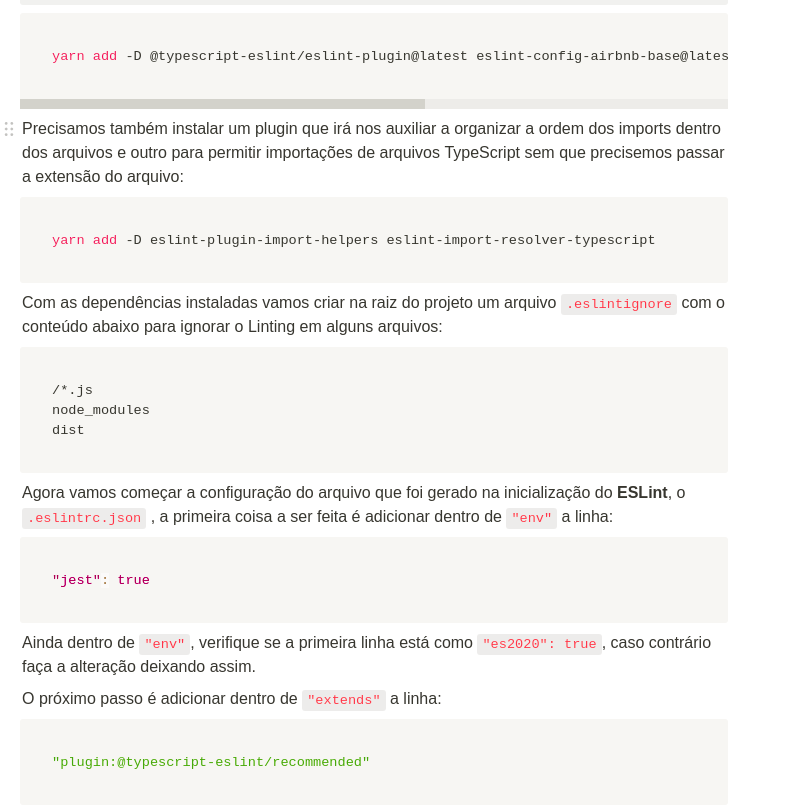 yarn add -D @typescript-eslint/eslint-plugin@latest eslint-config-airbnb-base@lates
Precisamos também instalar um plugin que irá nos auxiliar a organizar a ordem dos imports dentro
dos arquivos e outro para permitir importações de arquivos TypeScript sem que precisemos passar
a extensão do arquivo:
yarn add -D eslint-plugin-import-helpers eslint-import-resolver-typescript
Com as dependências instaladas vamos criar na raiz do projeto um arquivo .eslintignore com o
conteúdo abaixo para ignorar o Linting em alguns arquivos:
/*.js
node_modules
dist
Agora vamos começar a configuração do arquivo que foi gerado na inicialização do ESLint, o
.eslintrc.json , a primeira coisa a ser feita é adicionar dentro de "env" a linha:
"jest": true
Ainda dentro de "env", verifique se a primeira linha está como "es2020": true, caso contrário
faça a alteração deixando assim.
O próximo passo é adicionar dentro de "extends" a linha:
"plugin:@typescript-eslint/recommended"